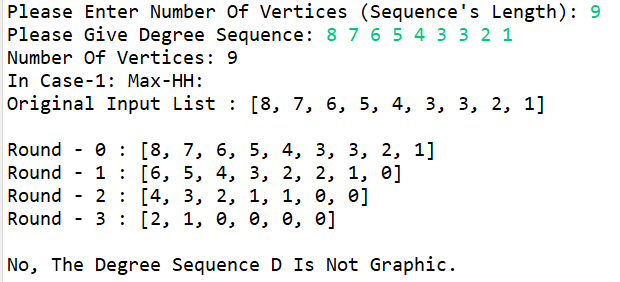 Please Enter Number Of Vertices (Sequence's Length): 9
Please Give Degree Sequence: 8 7 6 5 4 3 3 2 1
Number Of Vertices: 9
In Case-1: Max-HH:
Original Input List : [8, 7, 6, 5, 4, 3, 3, 2, 1]
Round - 0 : [8, 7, 6, 5, 4, 3, 3, 2, 1]
Round - 1 : [6, 5, 4, 3, 2, 2, 1, 0]
Round - 2 : [4, 3, 2, 1, 1, 0, 0]
Round - 3 : [2, 1, 0, 0, 0, 0]
No, The Degree Sequence D Is Not Graphic.